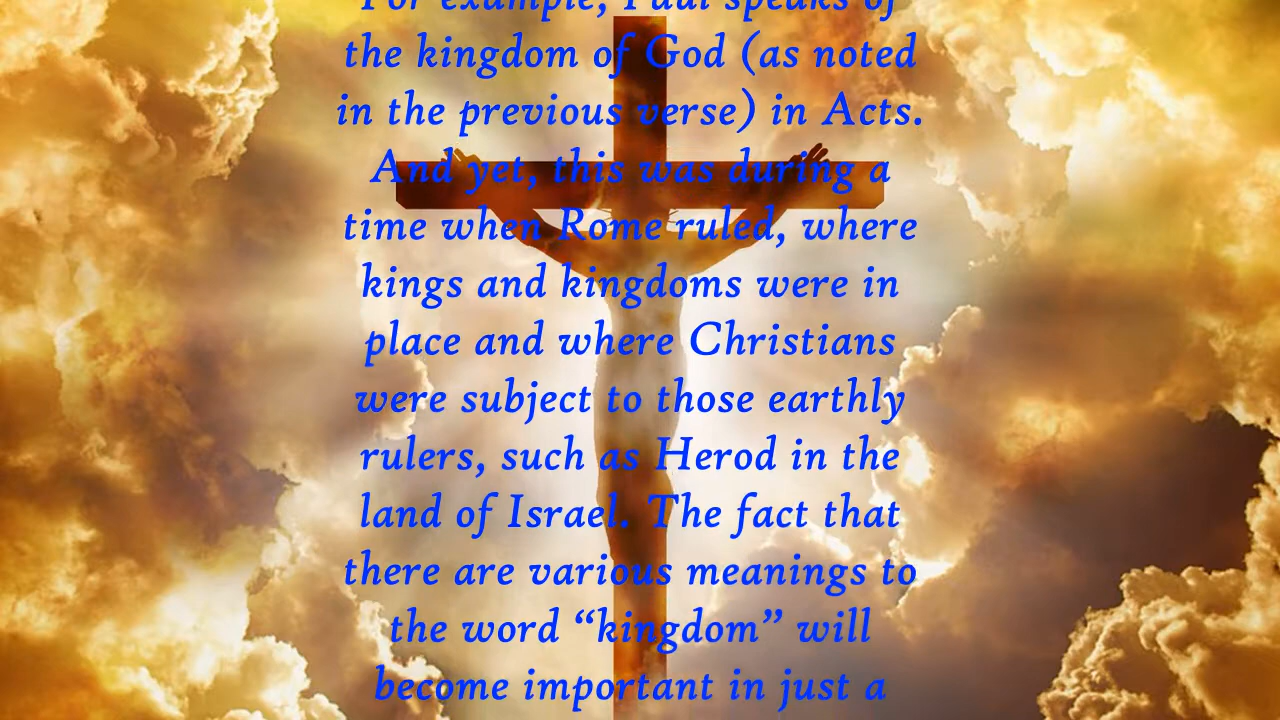 For example, Paul speaks of
the kingdom of God (as noted
in the previous verse) in Acts.
And yet, this was during a
time when Rome ruled, where
kings and kingdoms were in
place and where Christians
were subject to those earthly
rulers, such as Herod in the
land of Israel. The fact that
there are various meanings to
the word “kingdom” will
become important in just a